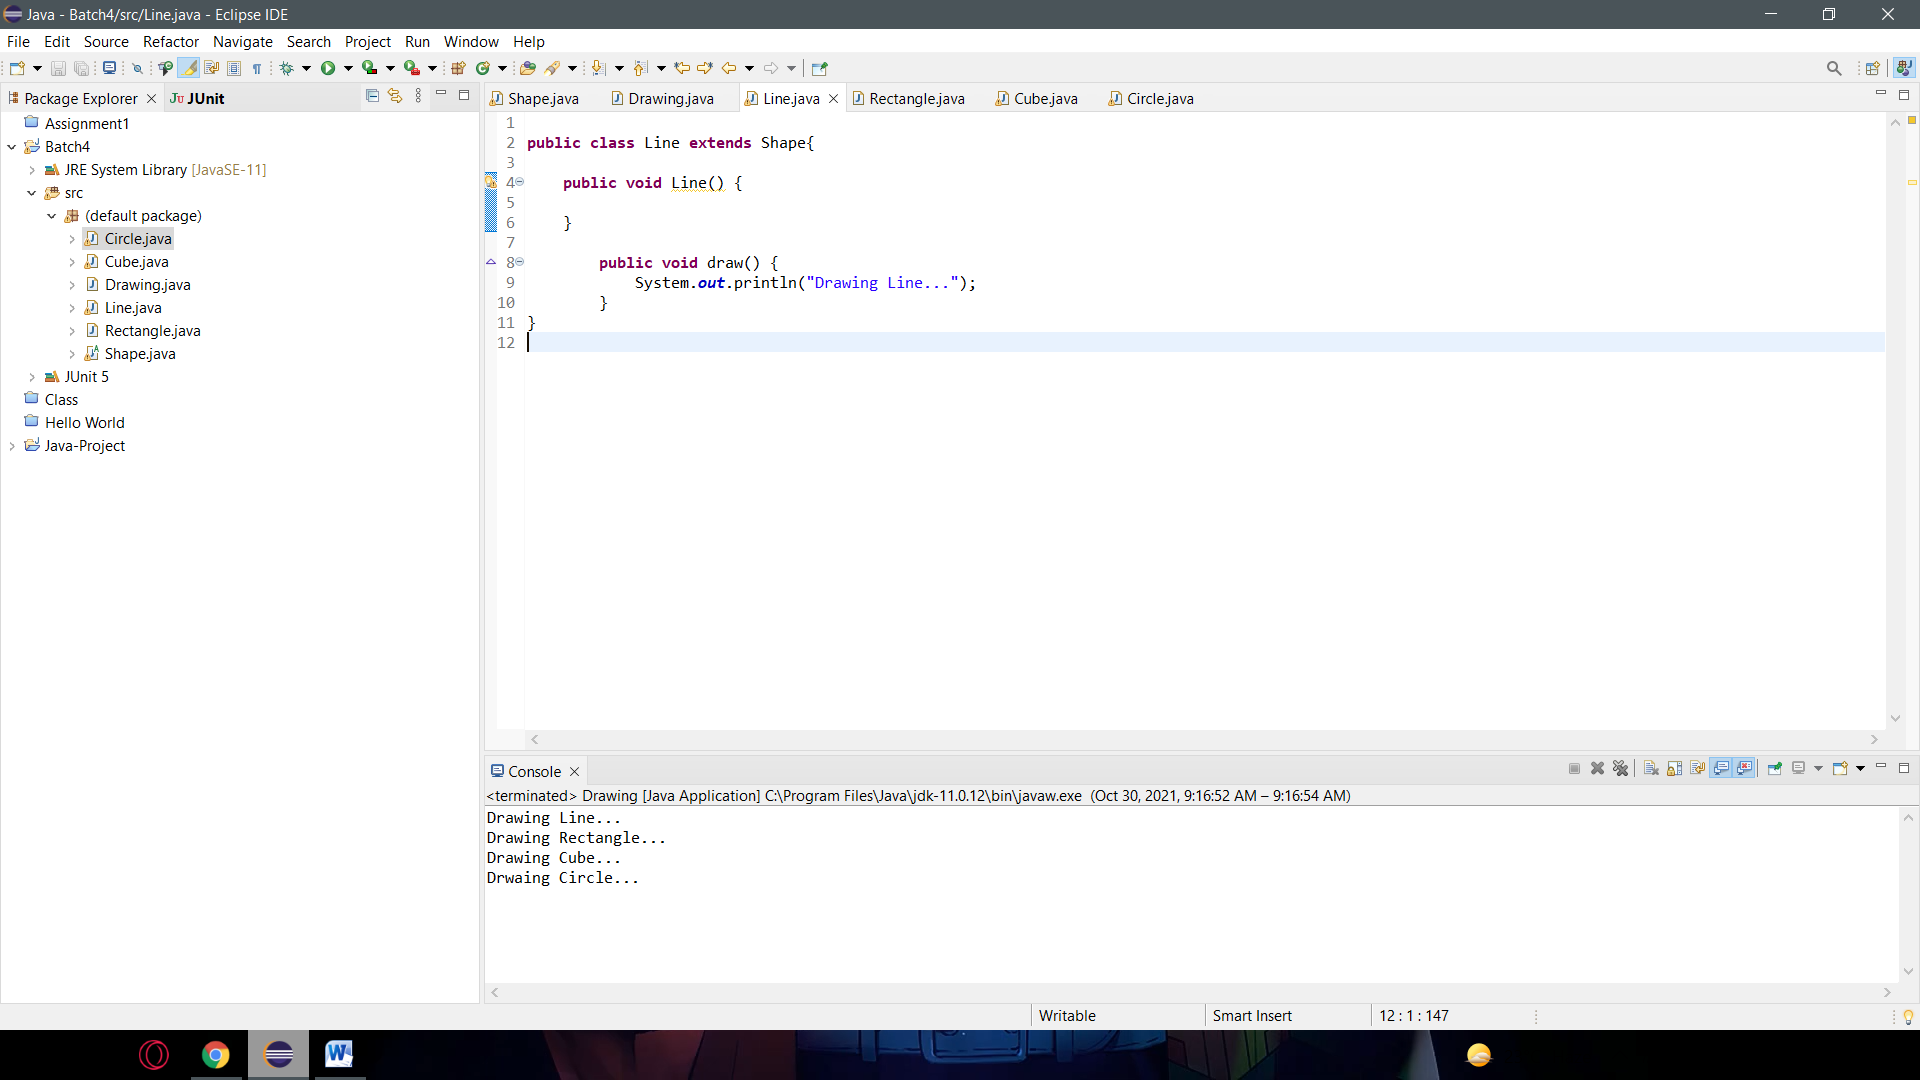 Java - Batch4/src/Line.java - Eclipse IDE
File Edit Source Refactor Navigate Search Project Run Window Help
Package Explorer JUnit
Assignment1
Batch4
JRE System Library [JavaSE-11]
src
(default package)
Circle.java
Cube.java
Drawing.java
Line.java
Rectangle.java
Shape.java
JUnit 5
Class
Hello World
Java-Project
Shape.java Drawing.java Line.java Rectangle.java Cube.java Circle.java
1
2 public class Line extends Shape{
3
4 public void Line() {
5
6 }
7
8 public void draw() {
9 System.out.println("Drawing Line...");
10 }
11 }
12
Console
<terminated> Drawing [Java Application] C:\Program Files\Java\jdk-11.0.12\bin\javaw.exe (Oct 30, 2021, 9:16:52 AM – 9:16:54 AM)
Drawing Line...
Drawing Rectangle...
Drawing Cube...
Drwaing Circle...
Writable Smart Insert 12 : 1 : 147